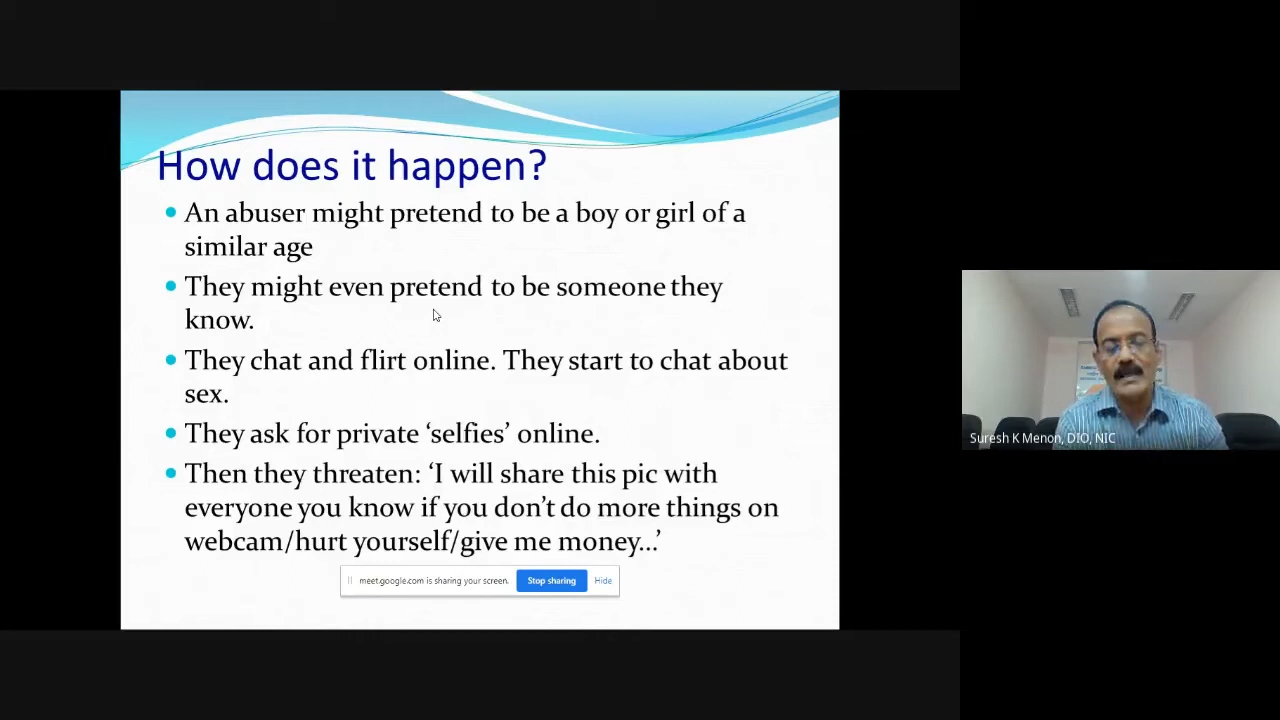 How does it happen?
An abuser might pretend to be a boy or girl of a
similar age
They might even pretend to be someone they
know.
They chat and flirt online. They start to chat about
sex.
They ask for private ‘selfies’ online.
Then they threaten: ‘I will share this pic with
everyone you know if you don’t do more things on
webcam/hurt yourself/give me money…’
meet.google.com is sharing your screen.
Stop sharing
Hide
Suresh K Menon, DIO, NIC